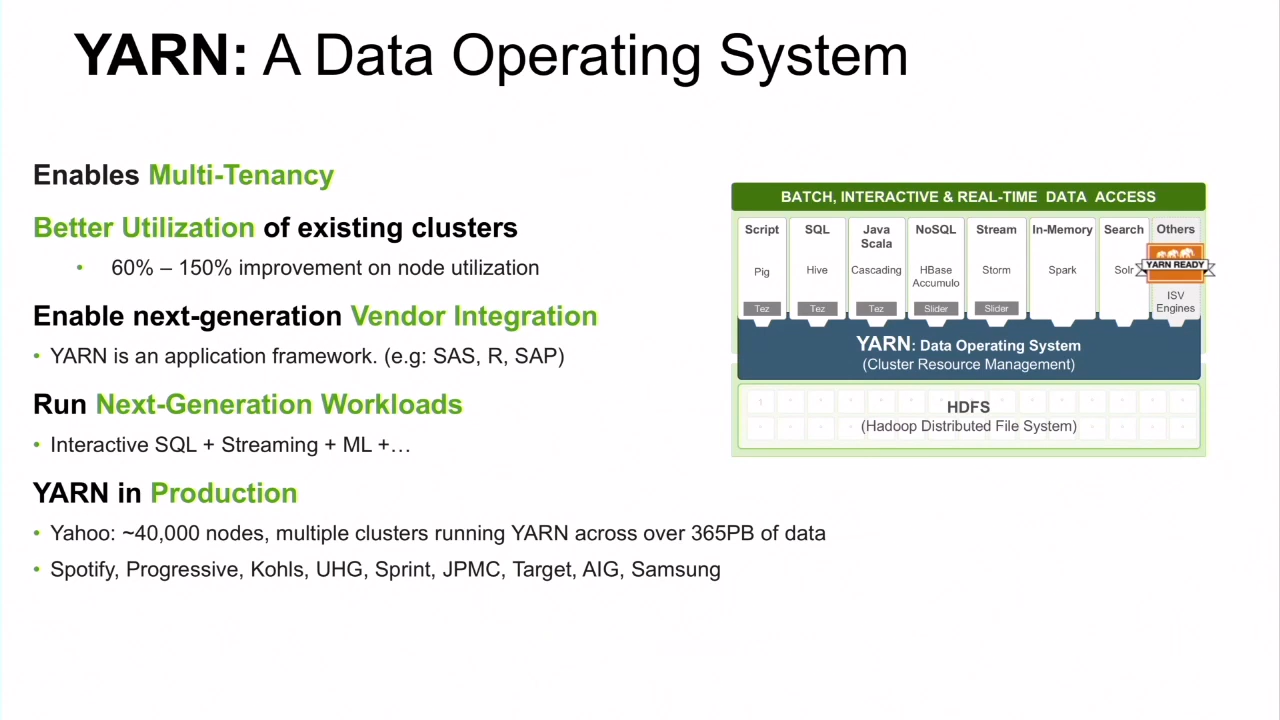 YARN: A Data Operating System
Enables Multi-Tenancy
Better Utilization of existing clusters
• 60% – 150% improvement on node utilization
Enable next-generation Vendor Integration
• YARN is an application framework. (e.g: SAS, R, SAP)
Run Next-Generation Workloads
• Interactive SQL + Streaming + ML +…
YARN in Production
• Yahoo: ~40,000 nodes, multiple clusters running YARN across over 365PB of data
• Spotify, Progressive, Kohls, UHG, Sprint, JPMC, Target, AIG, Samsung
BATCH, INTERACTIVE & REAL-TIME DATA ACCESS
Script
Pig
Tez
SQL
Hive
Tez
Java
Scala
Cascading
Tez
NoSQL
HBase
Accumulo
Slider
Stream
Storm
Slider
In-Memory
Spark
Search
Solr
Others
YARN READY
ISV
Engines
YARN: Data Operating System
(Cluster Resource Management)
1
HDFS
(Hadoop Distributed File System)